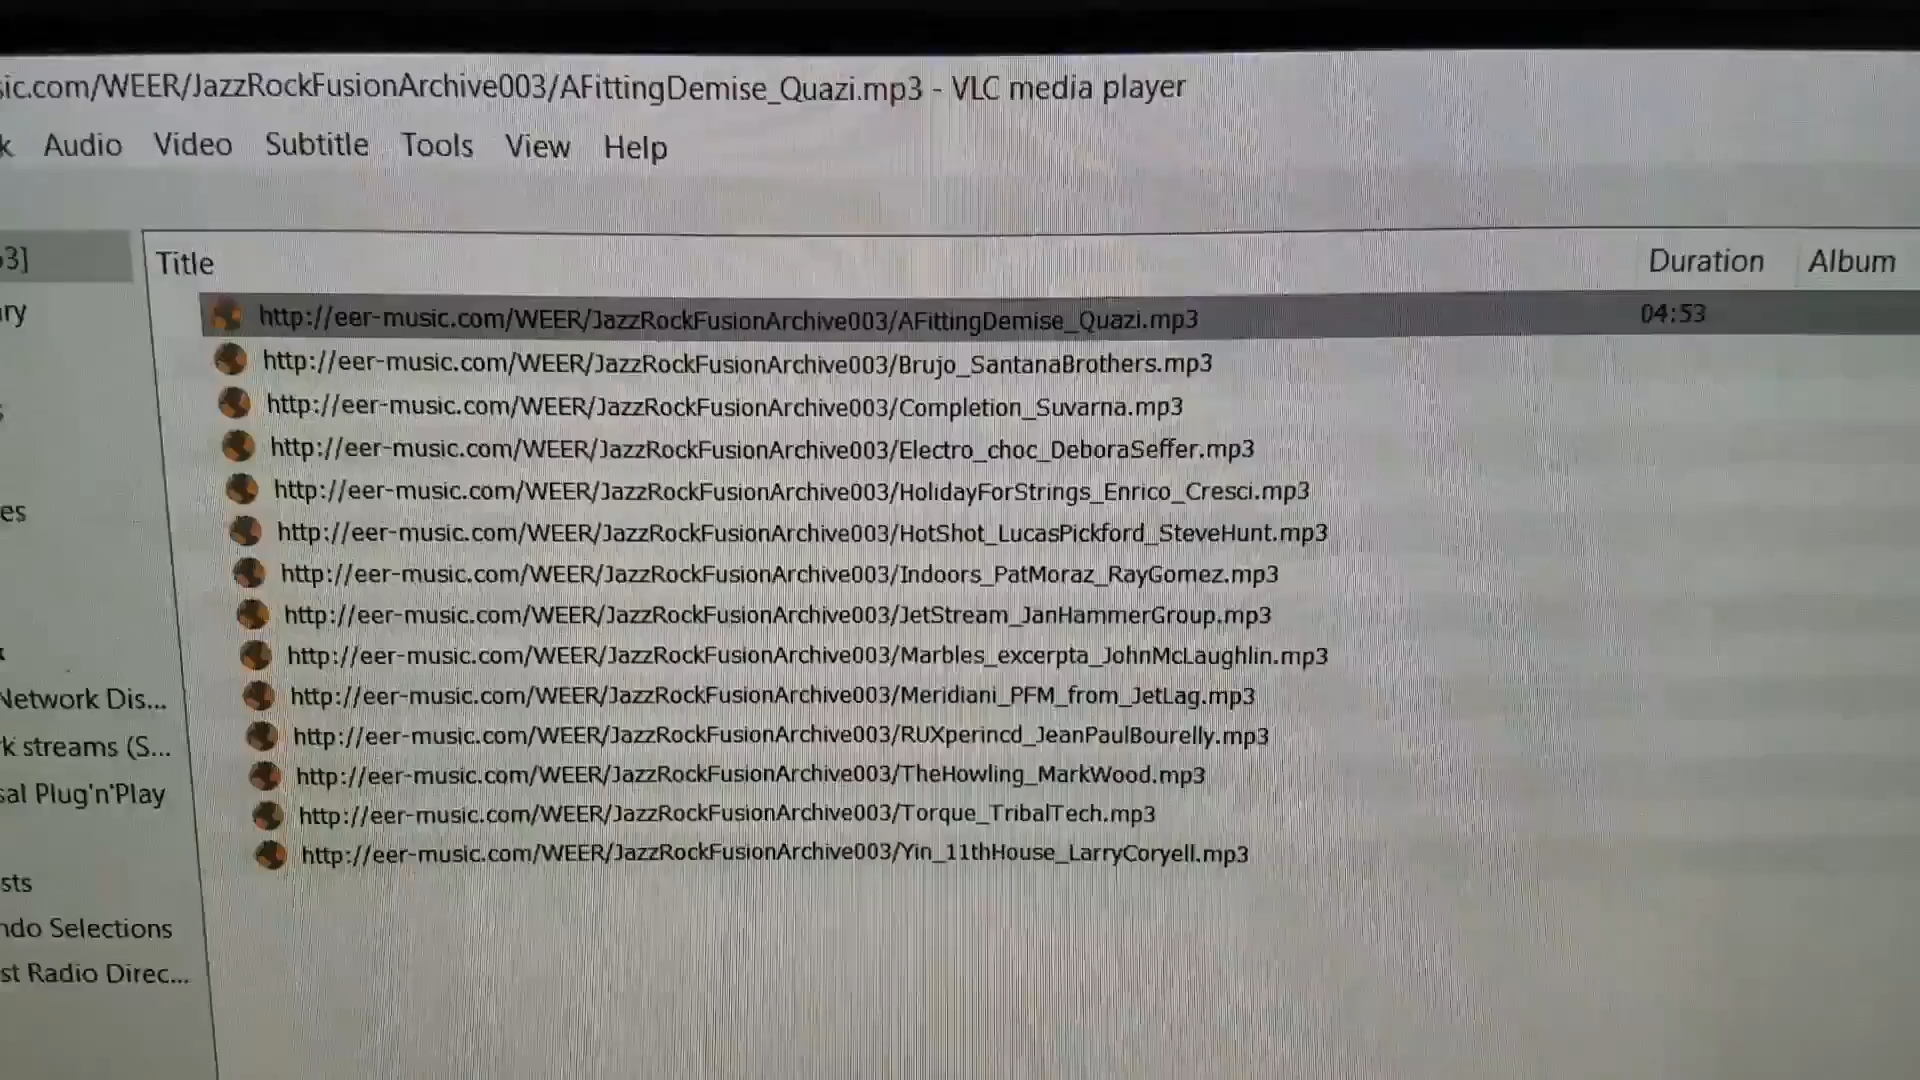 ic.com/WEER/JazzRockFusionArchive003/AFittingDemise_Quazi.mp3 - VLC media player
k Audio Video Subtitle Tools View Help
3]
Title Duration Album
http://eer-music.com/WEER/JazzRockFusionArchive003/AFittingDemise_Quazi.mp3 04:53
ry
http://eer-music.com/WEER/JazzRockFusionArchive003/Brujo_SantanaBrothers.mp3
http://eer-music.com/WEER/JazzRockFusionArchive003/Completion_Suvarna.mp3
http://eer-music.com/WEER/JazzRockFusionArchive003/Electro_choc_DeboraSeffer.mp3
http://eer-music.com/WEER/JazzRockFusionArchive003/HolidayForStrings_Enrico_Cresci.mp3
es
http://eer-music.com/WEER/JazzRockFusionArchive003/HotShot_LucasPickford_SteveHunt.mp3
http://eer-music.com/WEER/JazzRockFusionArchive003/Indoors_PatMoraz_RayGomez.mp3
http://eer-music.com/WEER/JazzRockFusionArchive003/JetStream_JanHammerGroup.mp3
http://eer-music.com/WEER/JazzRockFusionArchive003/Marbles_excerpta_JohnMcLaughlin.mp3
Network Dis...
http://eer-music.com/WEER/JazzRockFusionArchive003/Meridiani_PFM_from_JetLag.mp3
k streams (S...
http://eer-music.com/WEER/JazzRockFusionArchive003/RUXperincd_JeanPaulBourelly.mp3
sal Plug'n'Play
http://eer-music.com/WEER/JazzRockFusionArchive003/TheHowling_MarkWood.mp3
http://eer-music.com/WEER/JazzRockFusionArchive003/Torque_TribalTech.mp3
http://eer-music.com/WEER/JazzRockFusionArchive003/Yin_11thHouse_LarryCoryell.mp3
sts
ndo Selections
st Radio Direc...